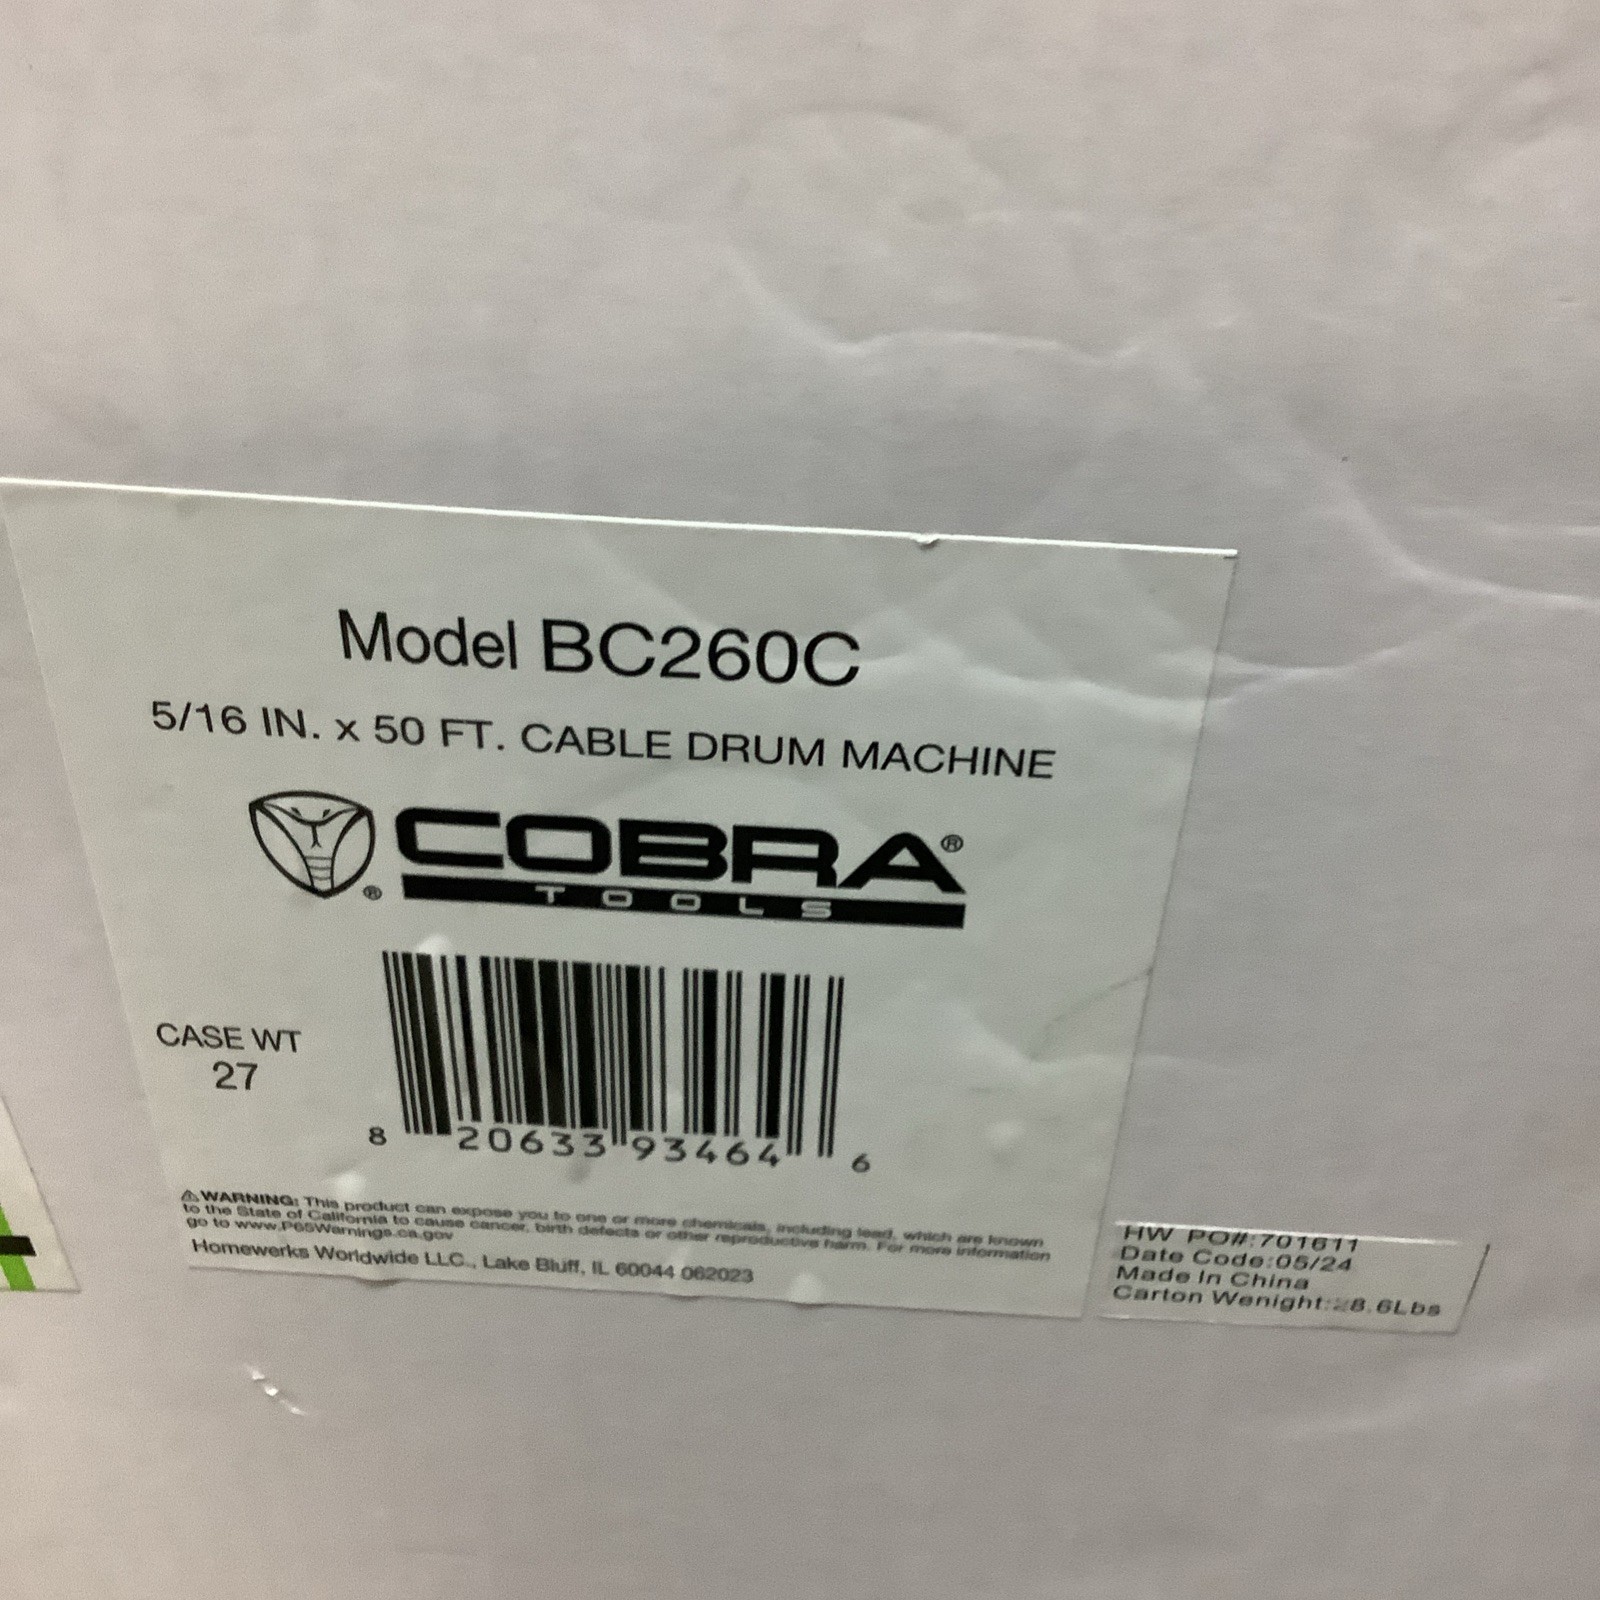 Model BC260C
5/16 IN. x 50 FT. CABLE DRUM MACHINE
COBRA®
TOOLS
®
CASE WT
27
8 20633 93464 6
⚠ WARNING: This product can expose you to one or more chemicals, including lead, which are known
to the State of California to cause cancer, birth defects or other reproductive harm. For more information
go to www.P65Warnings.ca.gov
Homewerks Worldwide LLC., Lake Bluff, IL 60044 062023
HW PO#:701611
Date Code:05/24
Made In China
Carton Wenight:28.6Lbs